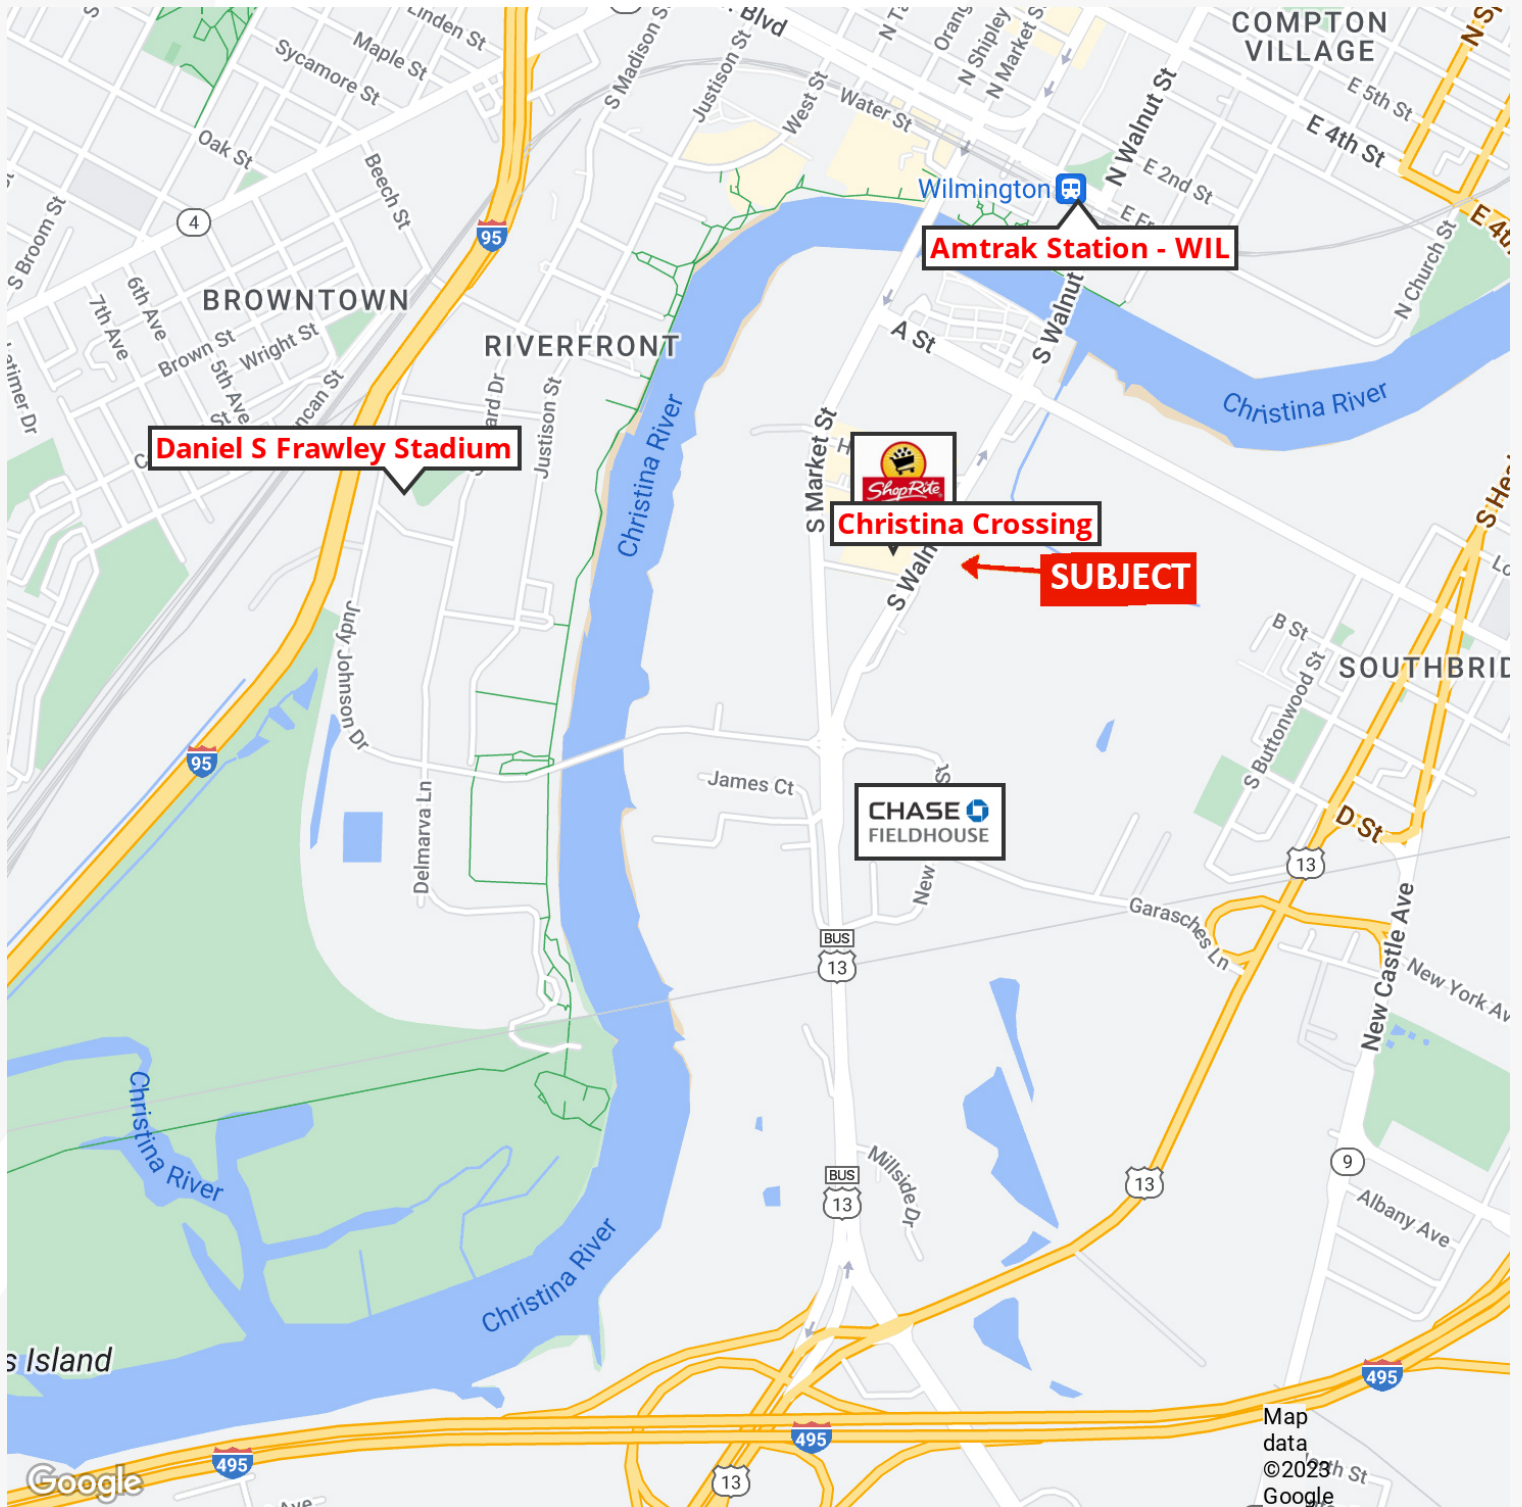 COMPTON
VILLAGE
Linden St
Maple St
Sycamore St
Oak St
Beech St
S Broom St
S Madison St
Justison St
West St
Water St
Blvd
N Shipley
N Market St
N Walnut St
E 5th St
E 4th St
E 2nd St
E 4th
N Church St
4
95
Wilmington
Amtrak Station - WIL
BROWNTOWN
6th Ave
7th Ave
Brown St
Wright St
5th Ave
RIVERFRONT
A St
S Walnut
Christina River
Daniel S Frawley Stadium
Justison St
Christina River
S Market St
ShopRite
Christina Crossing
S Waln
SUBJECT
B St
SOUTHBRID
S Buttonwood St
Judy Johnson Dr
95
Delmarva Ln
James Ct
CHASE
FIELDHOUSE
New
St
D St
13
Garasches Ln
New Castle Ave
New York Av
BUS
13
Christina River
BUS
13
Millside Dr
13
9
Albany Ave
Christina River
s Island
495
495
495
13
Map
data
©2023
Google
Google